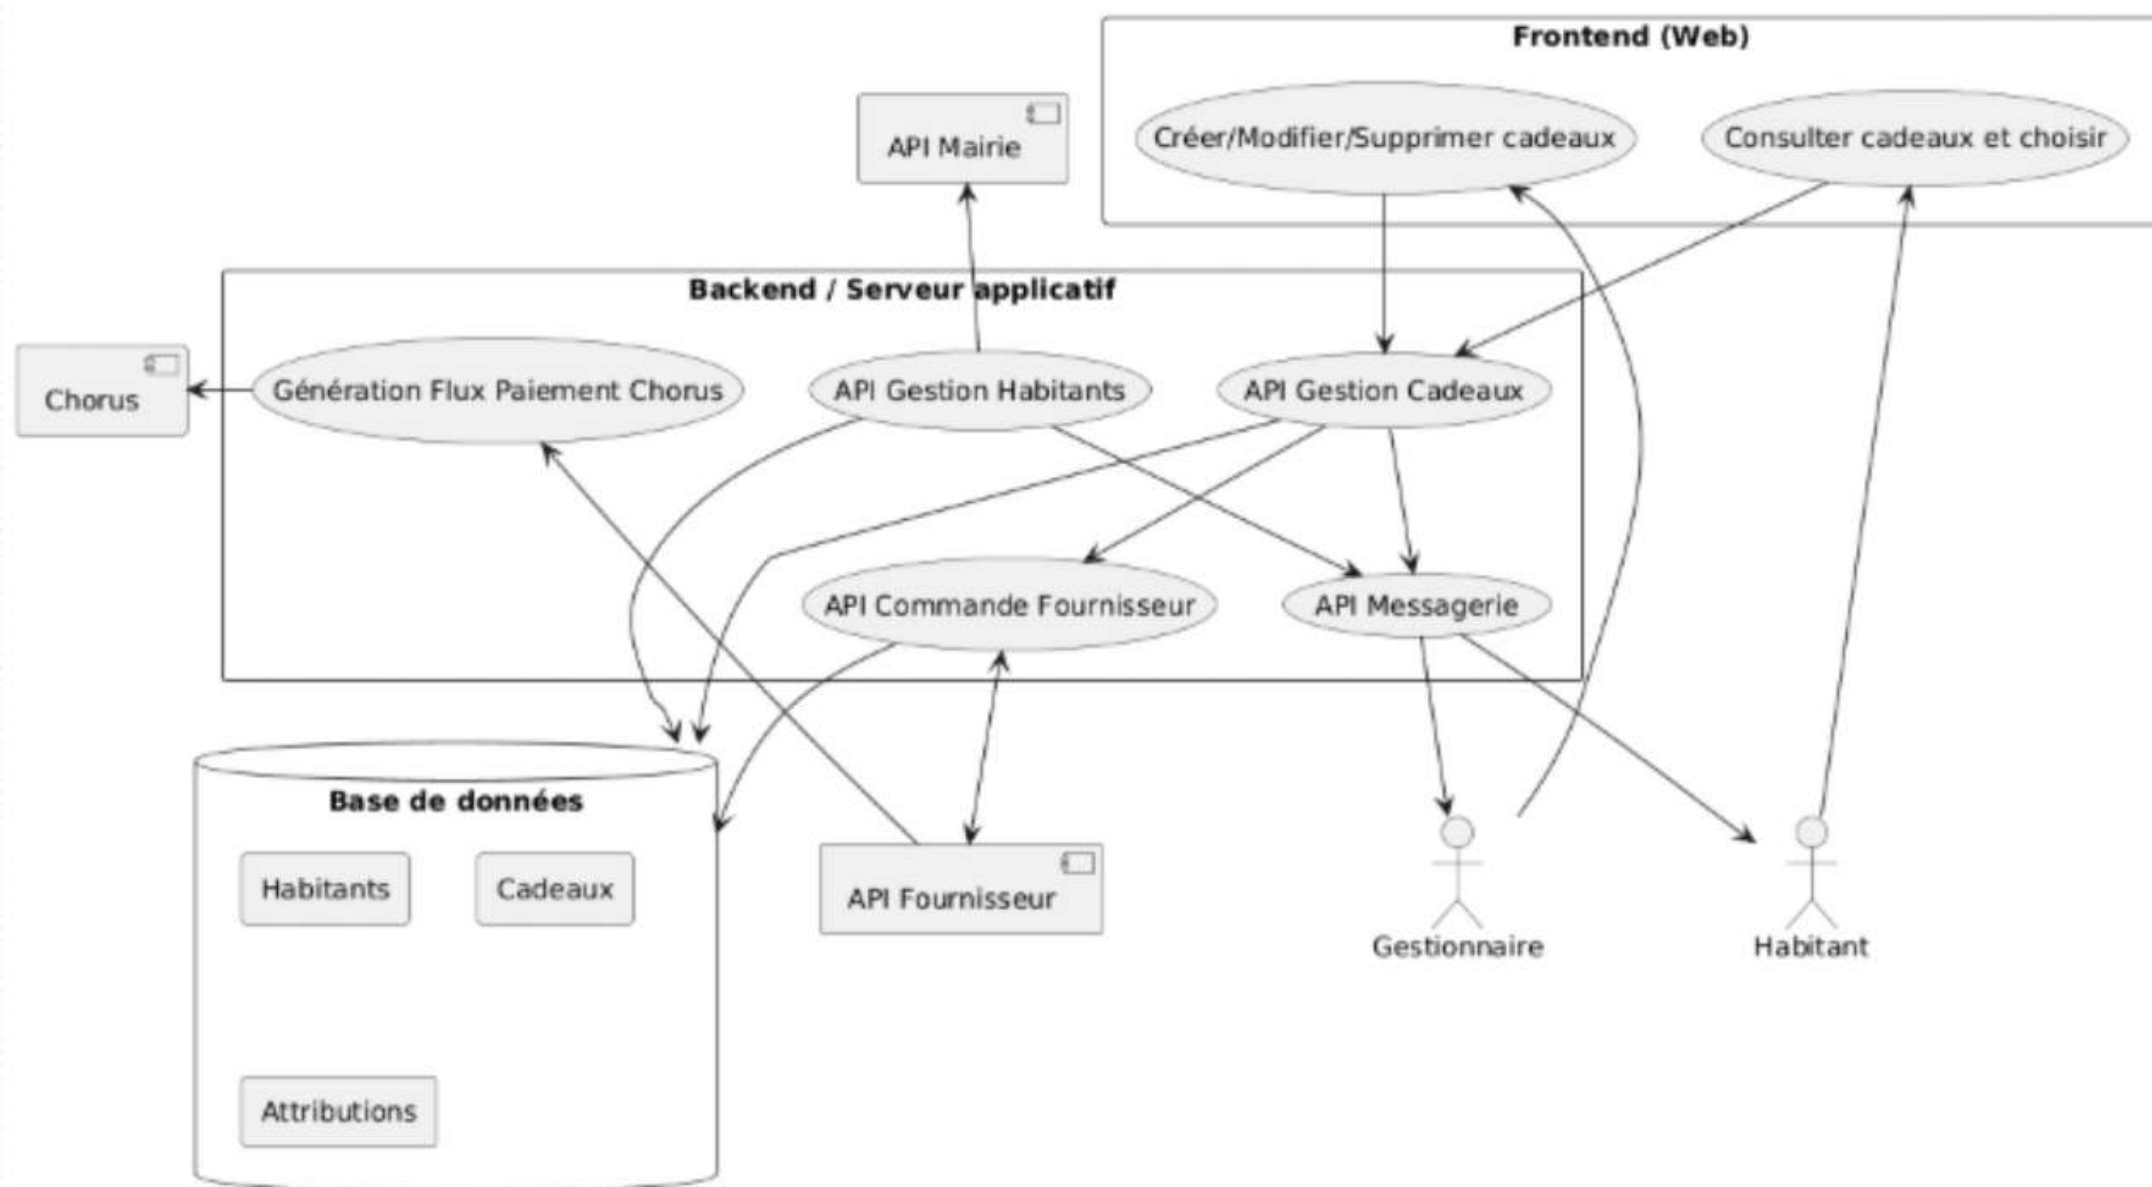 Frontend (Web)
Créer/Modifier/Supprimer cadeaux
Consulter cadeaux et choisir
API Mairie
Backend / Serveur applicatif
Chorus
Génération Flux Paiement Chorus
API Gestion Habitants
API Gestion Cadeaux
API Commande Fournisseur
API Messagerie
Base de données
Habitants
Cadeaux
API Fournisseur
Gestionnaire
Habitant
Attributions